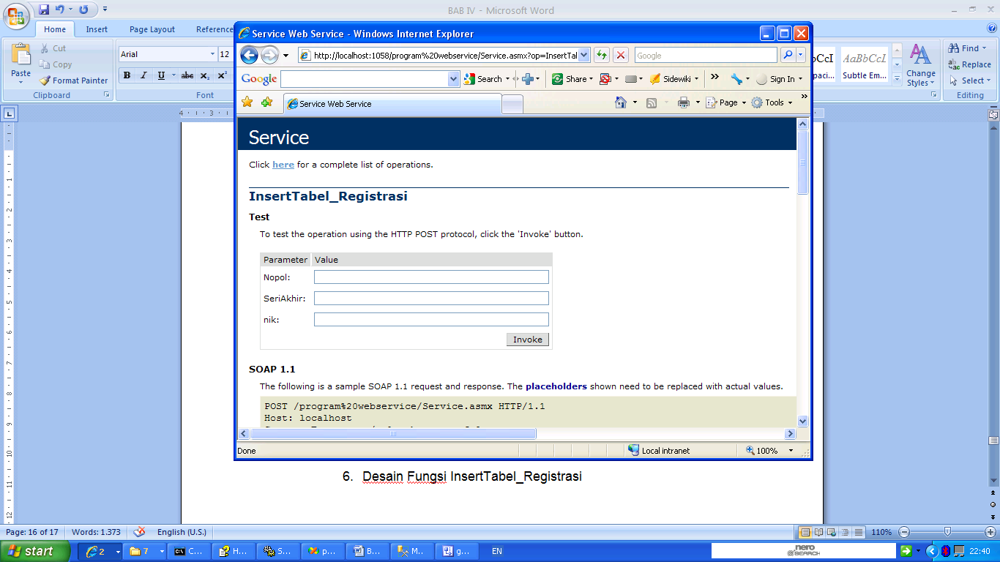 BAB IV - Microsoft Word
Home Insert Page Layout Reference
Cut
Copy
Format Painter
Paste
Clipboard
Arial 12
B I U abc x₂ x²
Font
AaBbCcI
Subtle Em...
Change Styles
Find
Replace
Select
Editing
Service Web Service - Windows Internet Explorer
http://localhost:1058/program%20webservice/Service.asmx?op=InsertTal
Google
Google Search Share Sidewiki Sign In
Service Web Service
Page Tools
Service
Click here for a complete list of operations.
InsertTabel_Registrasi
Test
To test the operation using the HTTP POST protocol, click the 'Invoke' button.
Parameter Value
Nopol:
SeriAkhir:
nik:
Invoke
SOAP 1.1
The following is a sample SOAP 1.1 request and response. The placeholders shown need to be replaced with actual values.
POST /program%20webservice/Service.asmx HTTP/1.1
Host: localhost
Done Local intranet 100%
6. Desain Fungsi InsertTabel_Registrasi
Page: 16 of 17 Words: 1.373 English (U.S.) 110%
start 2 7 C... H... S... p... B... M... g... EN nero SEARCH 22:40